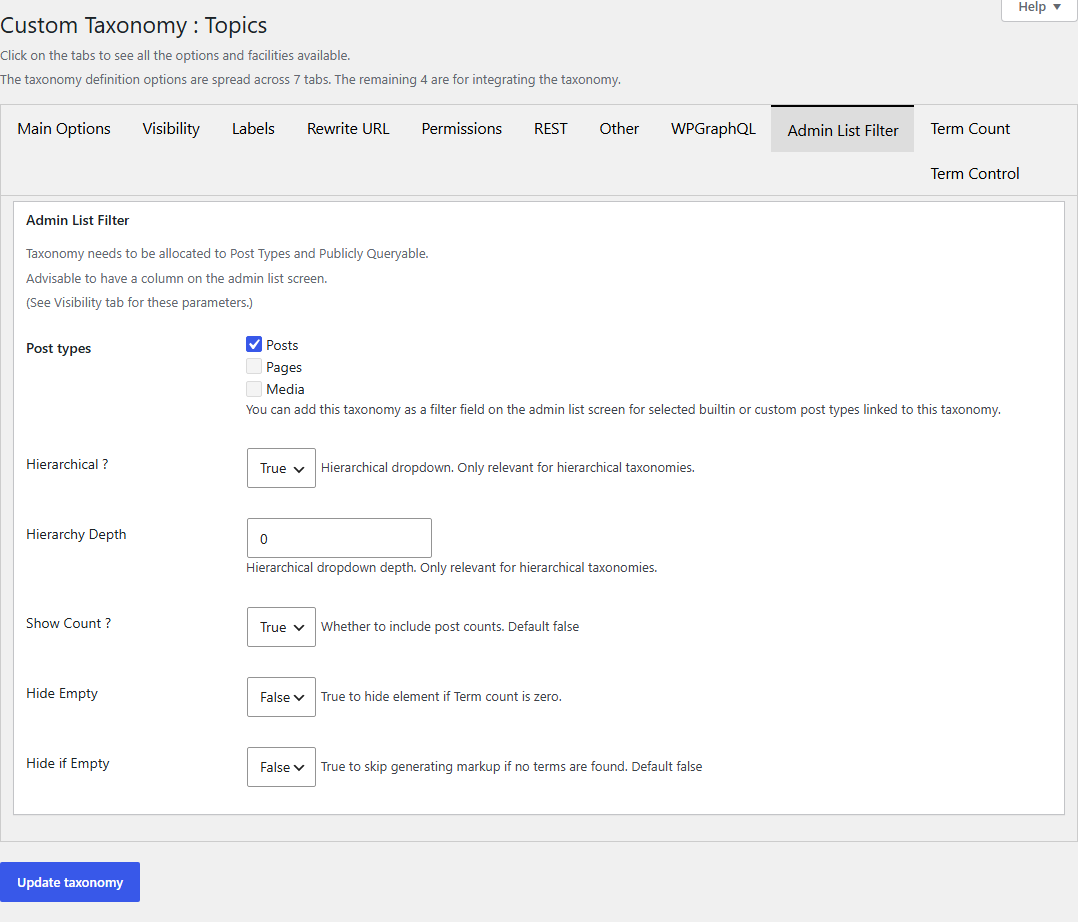 Help
Custom Taxonomy : Topics
Click on the tabs to see all the options and facilities available.
The taxonomy definition options are spread across 7 tabs. The remaining 4 are for integrating the taxonomy.
Main Options Visibility Labels Rewrite URL Permissions REST Other WPGraphQL Admin List Filter Term Count
Term Control
Admin List Filter
Taxonomy needs to be allocated to Post Types and Publicly Queryable.
Advisable to have a column on the admin list screen.
(See Visibility tab for these parameters.)
Post types
Posts
Pages
Media
You can add this taxonomy as a filter field on the admin list screen for selected builtin or custom post types linked to this taxonomy.
Hierarchical ? True Hierarchical dropdown. Only relevant for hierarchical taxonomies.
Hierarchy Depth 0
Hierarchical dropdown depth. Only relevant for hierarchical taxonomies.
Show Count ? True Whether to include post counts. Default false
Hide Empty False True to hide element if Term count is zero.
Hide if Empty False True to skip generating markup if no terms are found. Default false
Update taxonomy